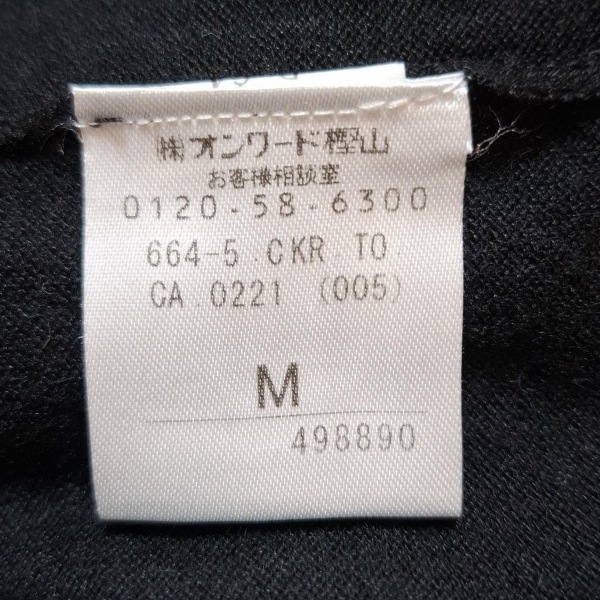 ㈱オンワード樫山
お客様相談室
0120-58-6300
664-5 CKR TO
CA 0221 (005)
M
498890